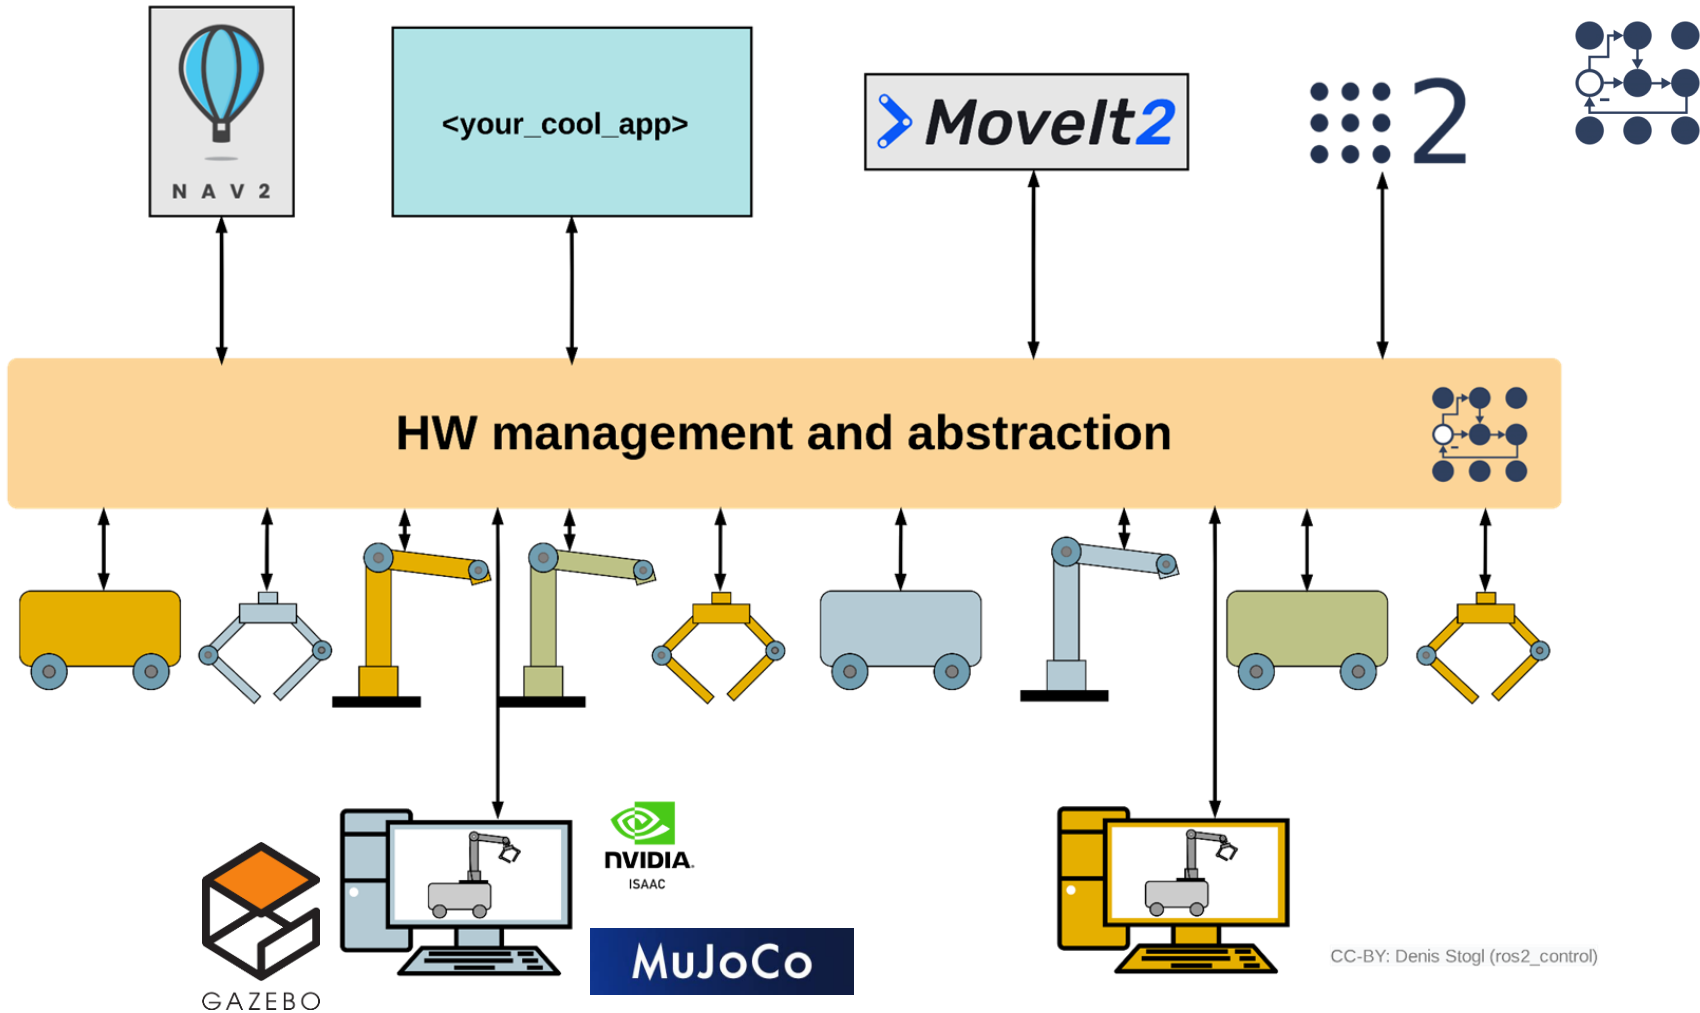 NAV2
<your_cool_app>
MoveIt2
2
HW management and abstraction
GAZEBO
NVIDIA.
ISAAC
MuJoCo
CC-BY: Denis Stogl (ros2_control)